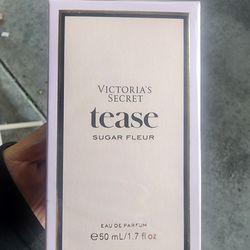 VICTORIA'S
SECRET
tease
SUGAR FLEUR
EAU DE PARFUM
℮50 mL/1.7 fl oz